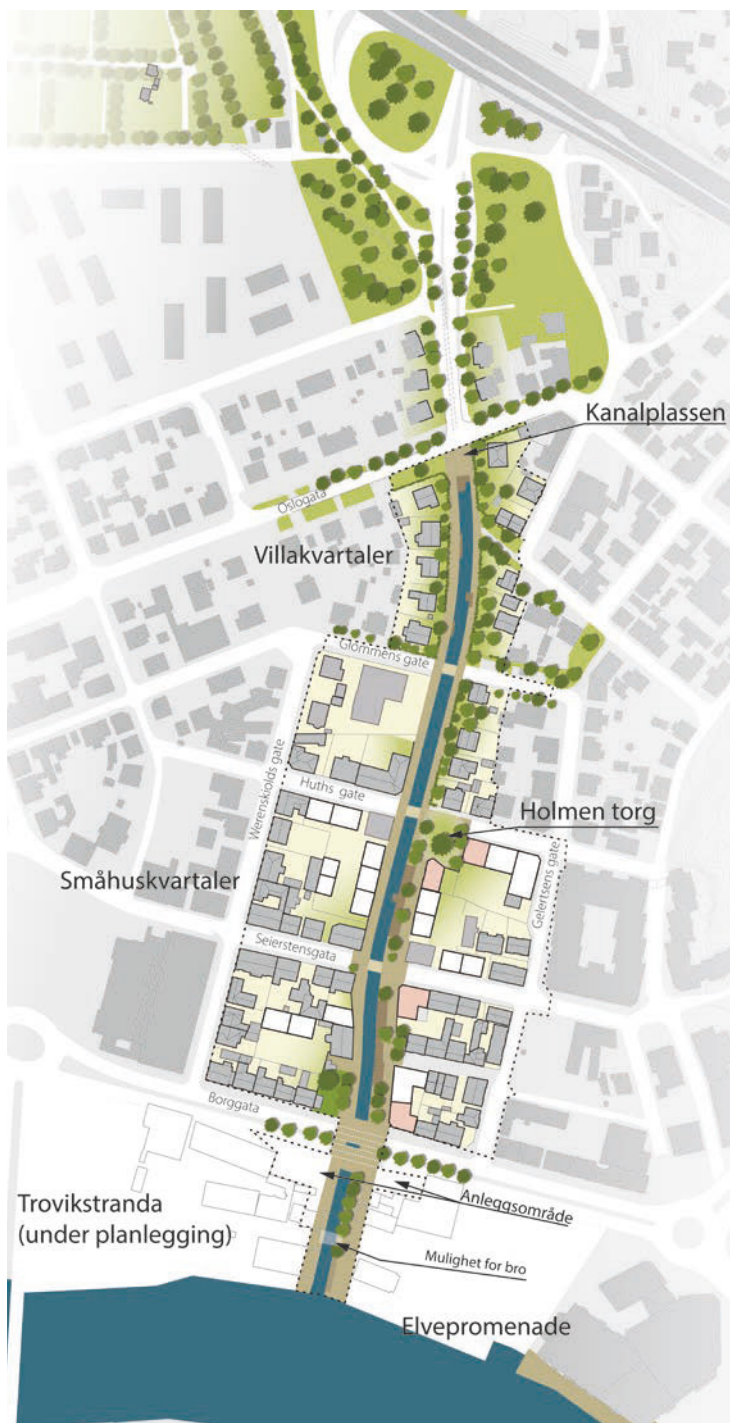 Kanalplassen
Oslogata
Villakvartaler
Glommens gate
Werenskiolds gate
Huths gate
Holmen torg
Småhuskvartaler
Gelertsens gate
Seierstensgata
Borggata
Anleggsområde
Trovikstranda
(under planlegging)
Mulighet for bro
Elvepromenade